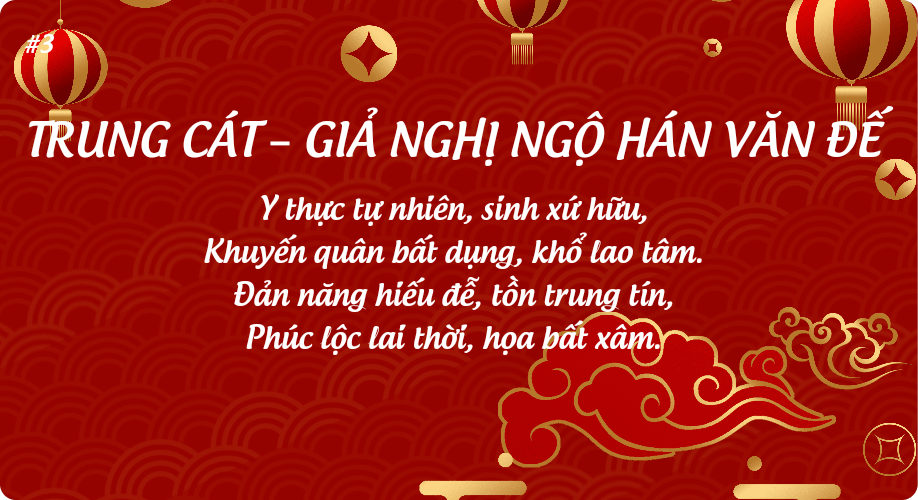 #3
TRUNG CÁT – GIẢ NGHỊ NGỘ HÁN VĂN ĐẾ
Y thực tự nhiên, sinh xứ hữu,
Khuyến quân bất dụng, khổ lao tâm.
Đản năng hiếu đễ, tồn trung tín,
Phúc lộc lai thời, họa bất xâm.